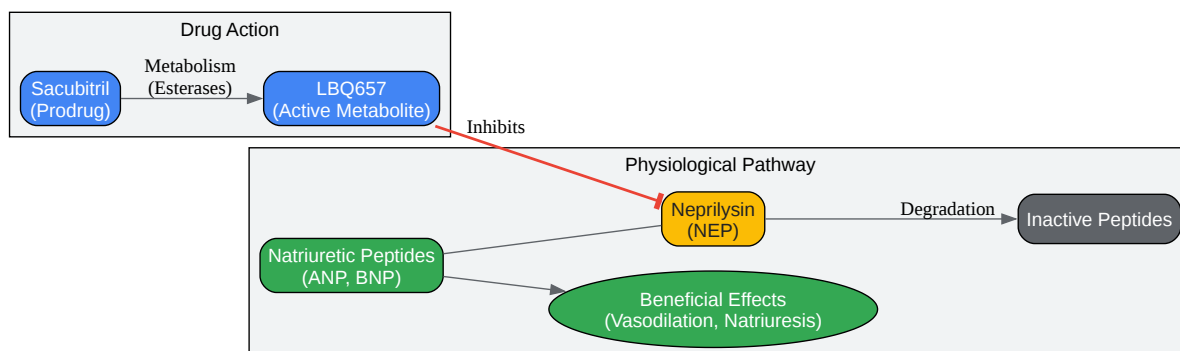 Drug Action
Sacubitril
(Prodrug)
Metabolism
(Esterases)
LBQ657
(Active Metabolite)
Inhibits
Physiological Pathway
Neprilysin
(NEP)
Degradation
Inactive Peptides
Natriuretic Peptides
(ANP, BNP)
Beneficial Effects
(Vasodilation, Natriuresis)